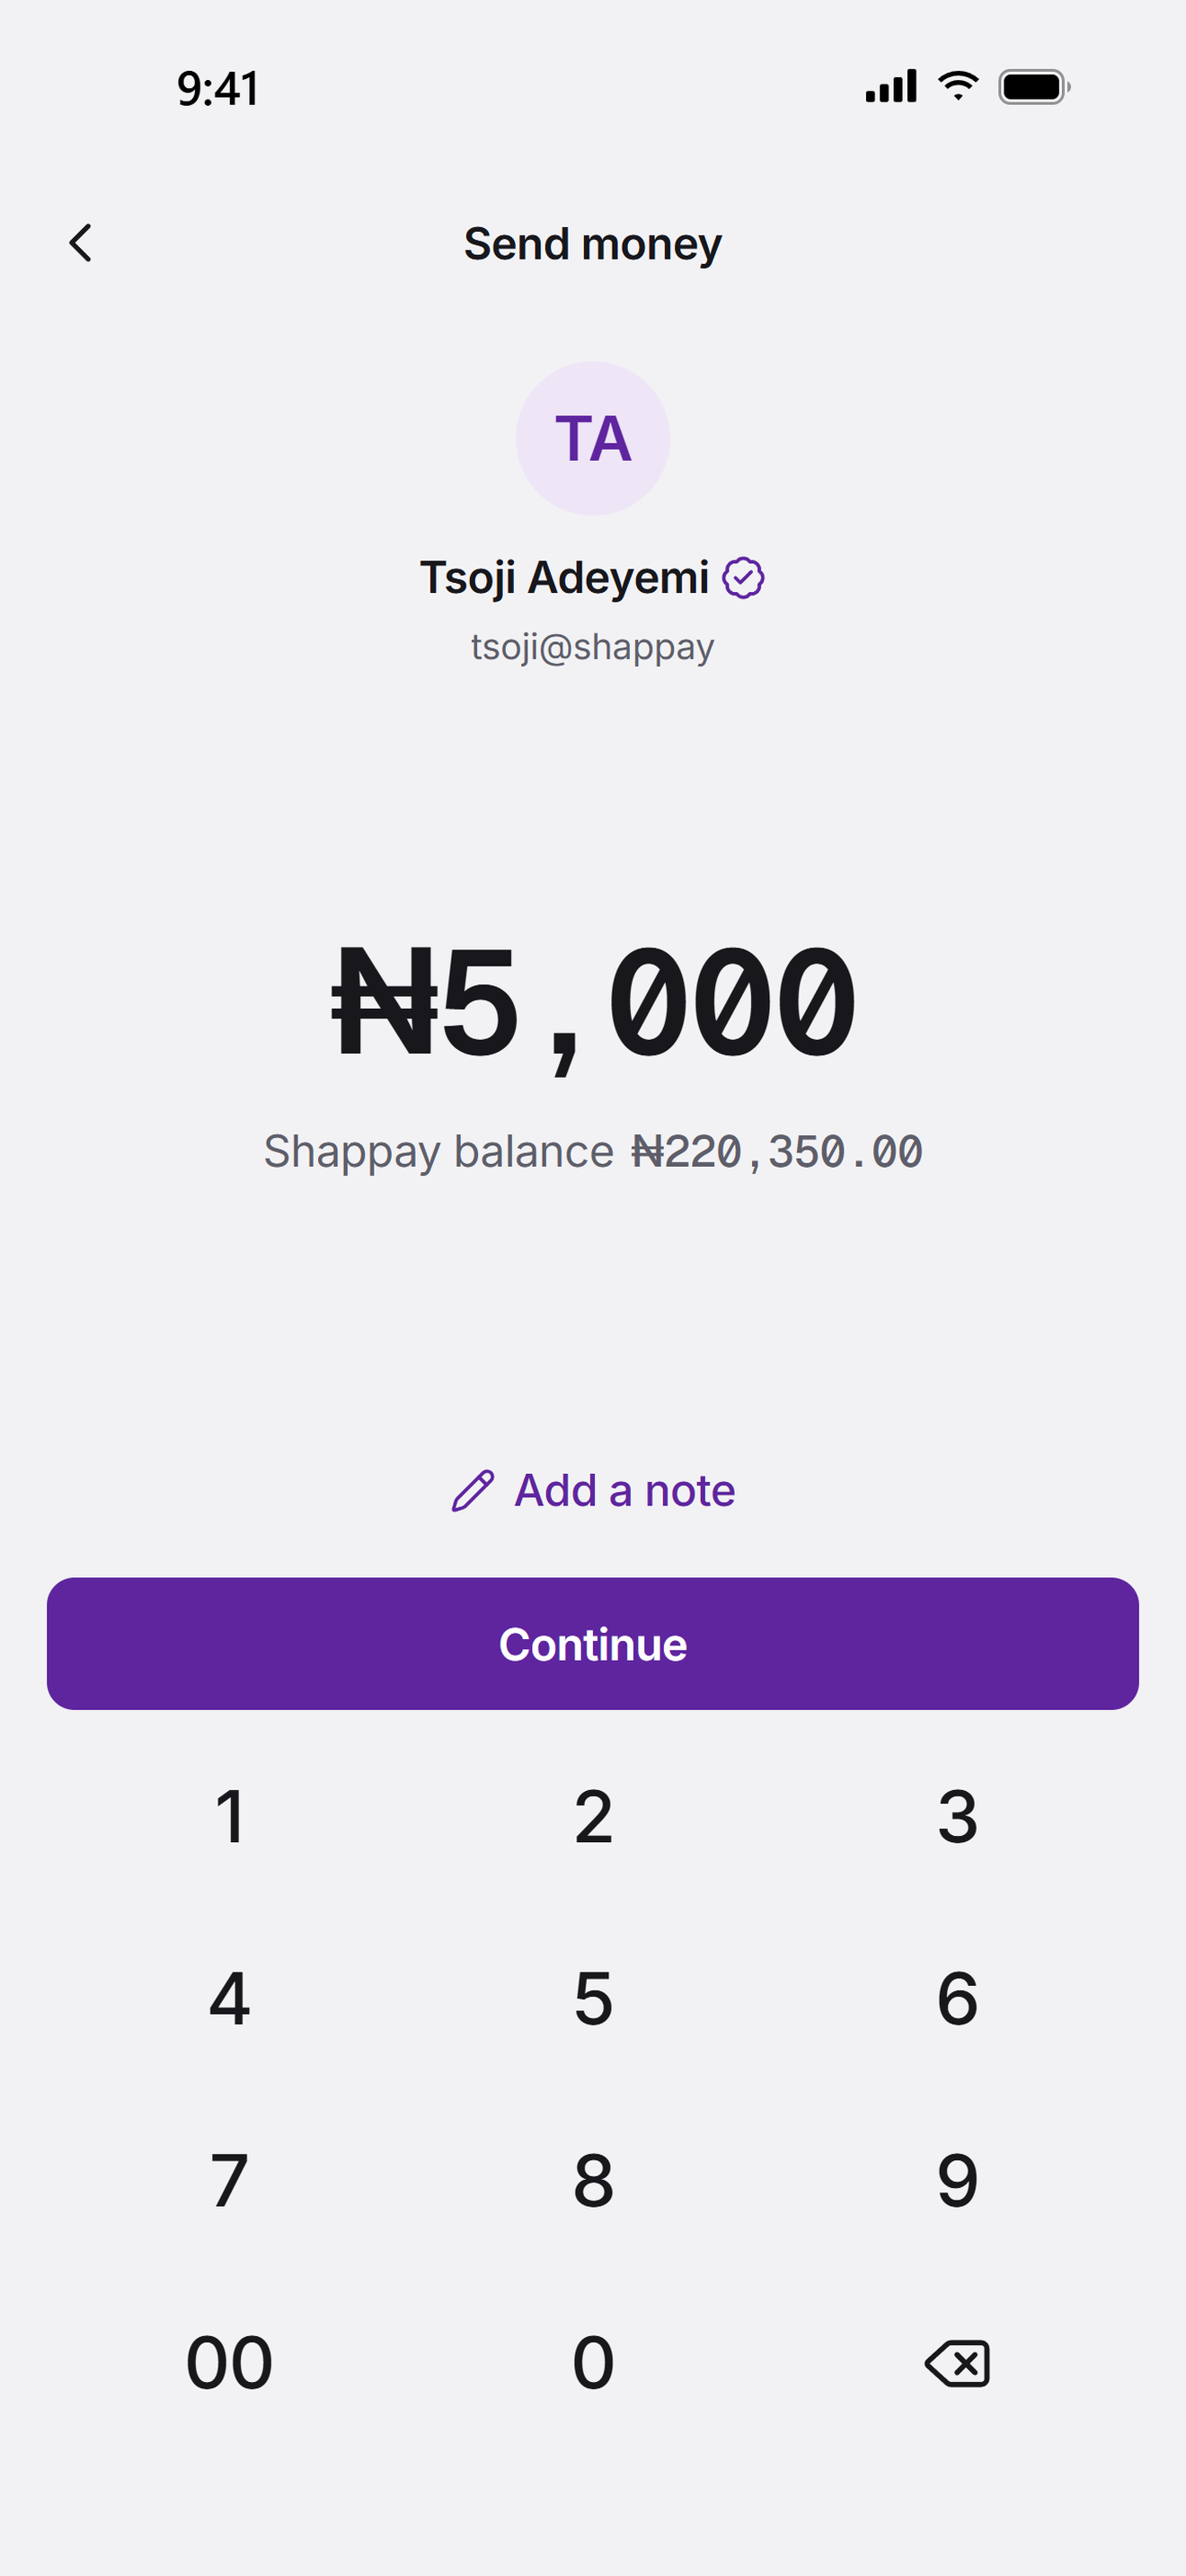 9:41
Send money
TA
Tsoji Adeyemi
tsoji@shappay
₦5,000
Shappay balance ₦220,350.00
Add a note
Continue
1 2 3
4 5 6
7 8 9
00 0